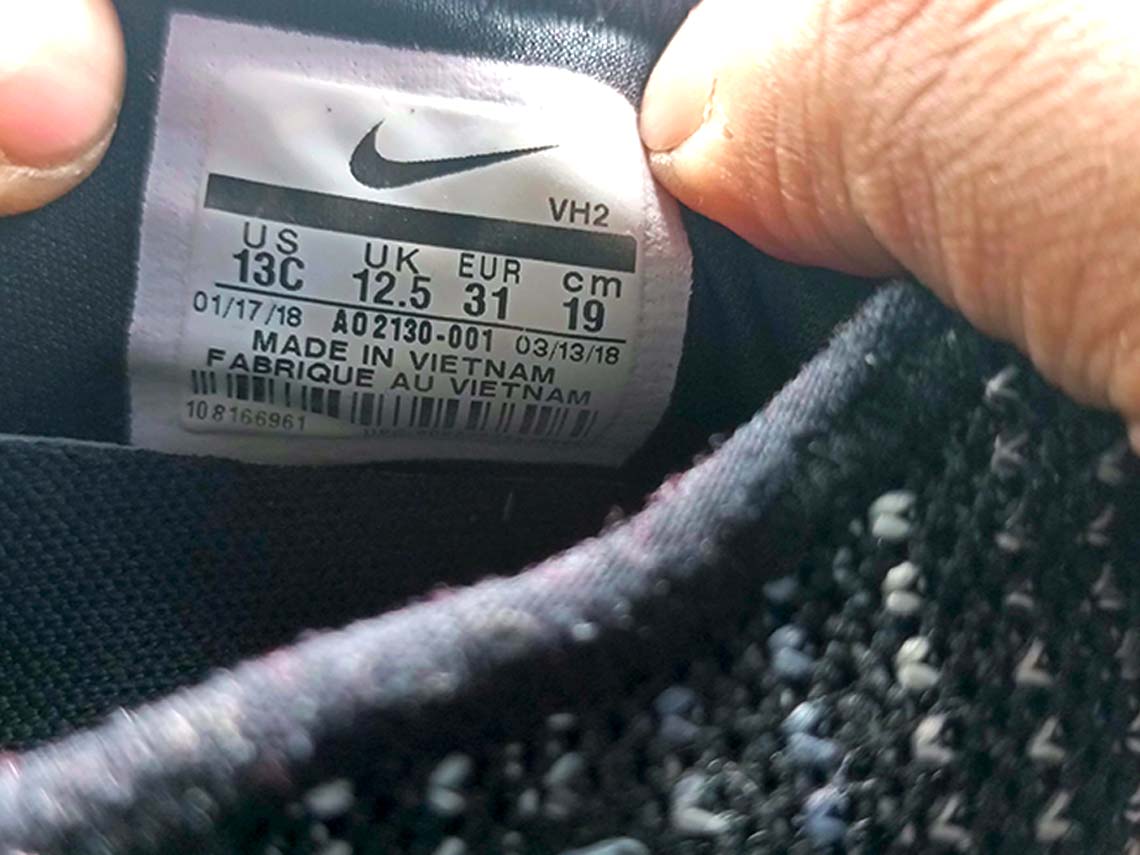 VH2
US UK EUR cm
13C 12.5 31 19
01/17/18 AO2130-001 03/13/18
MADE IN VIETNAM
FABRIQUE AU VIETNAM
108166961